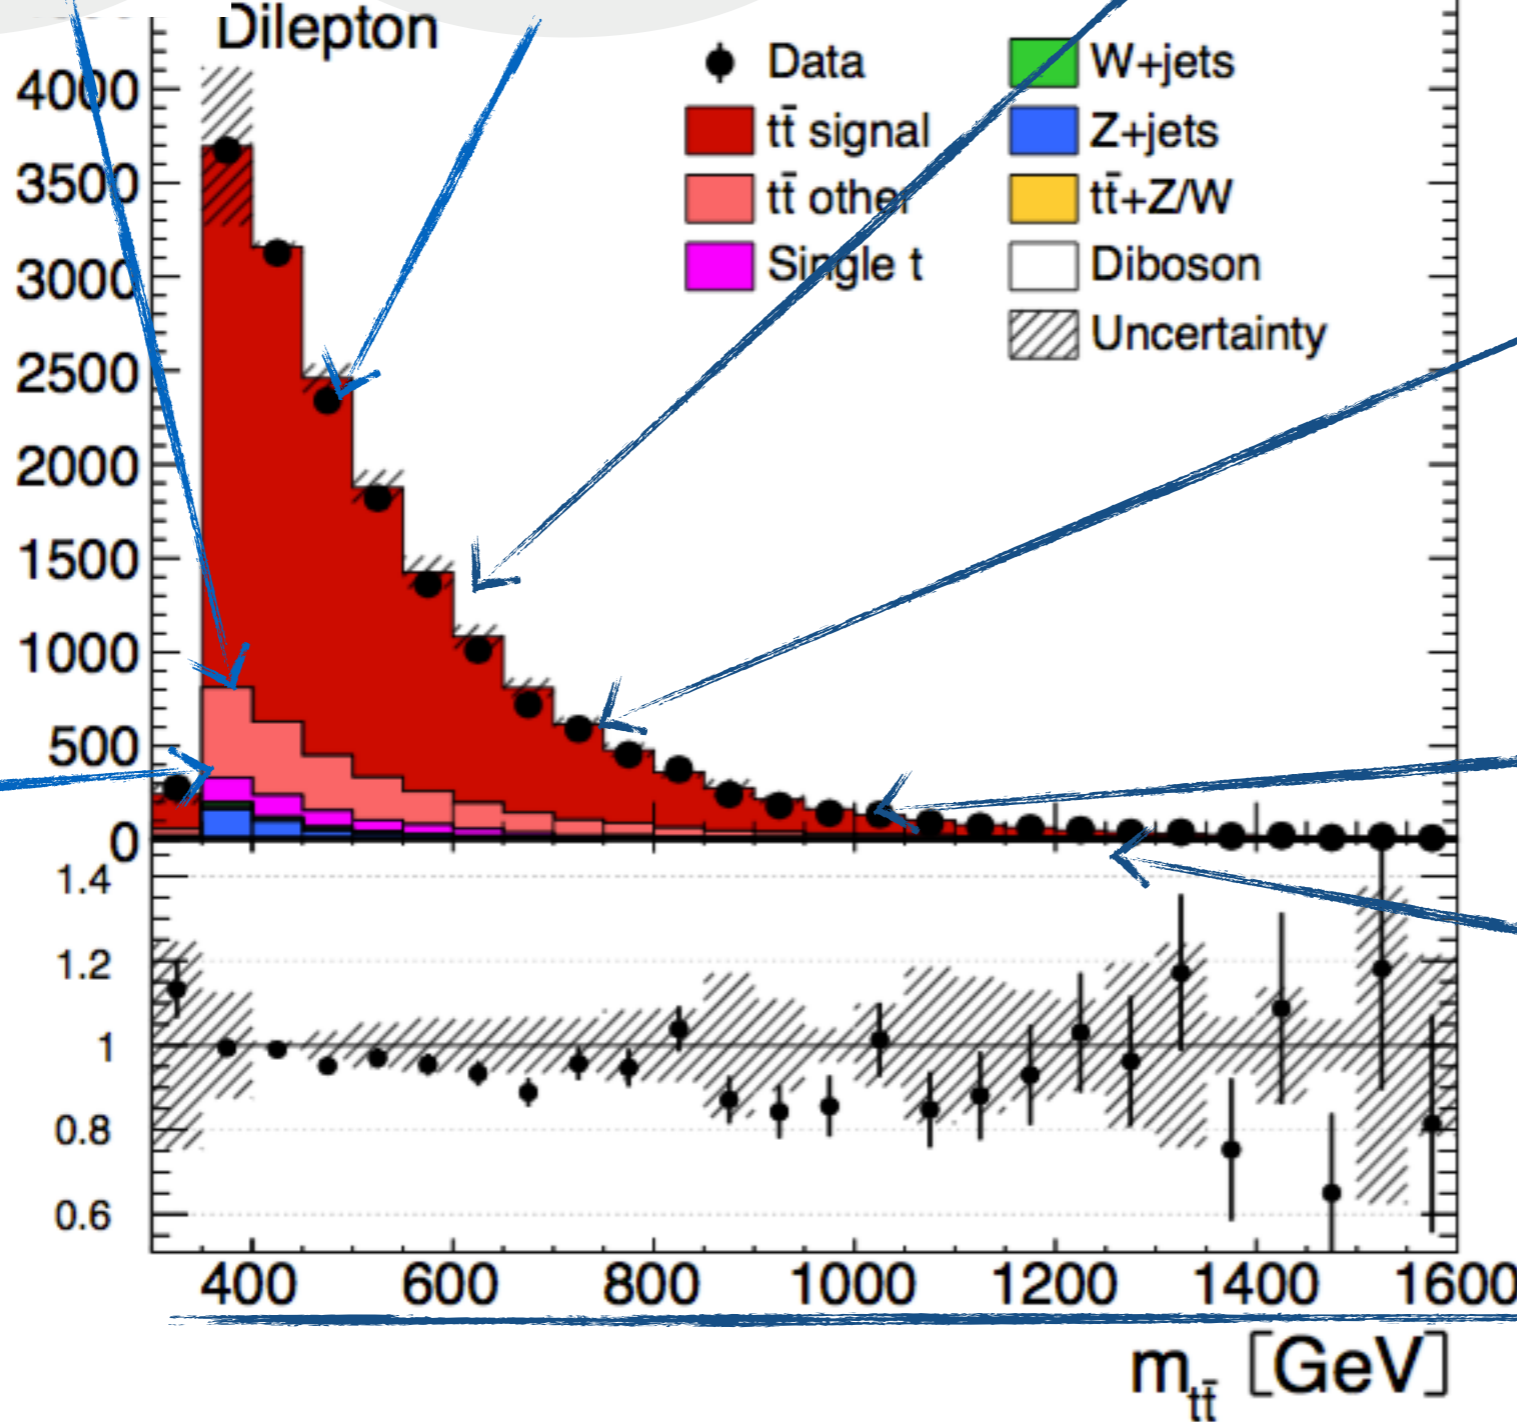 Dilepton
Data
tt̄ signal
tt̄ other
Single t
W+jets
Z+jets
tt̄+Z/W
Diboson
Uncertainty
4000
3500
3000
2500
2000
1500
1000
500
0
1.4
1.2
1
0.8
0.6
400 600 800 1000 1200 1400 1600
m_tt̄ [GeV]